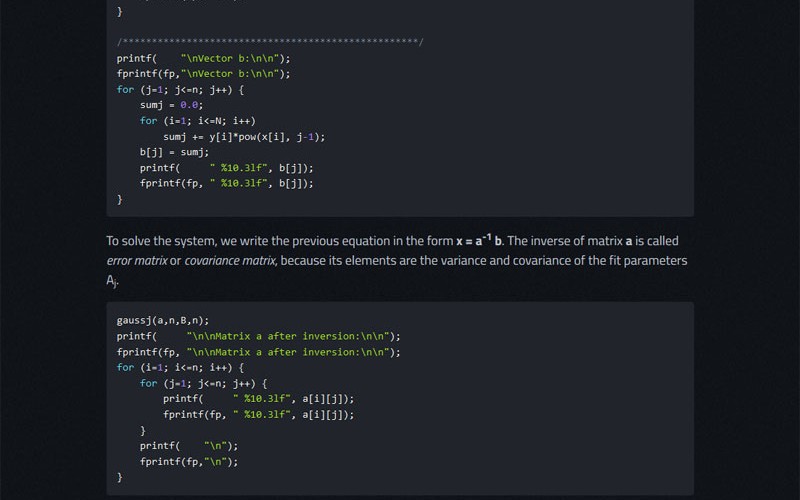 }
/***********************************************/
printf(    "\nVector b:\n\n");
fprintf(fp,"\nVector b:\n\n");
for (j=1; j<=n; j++) {
    sumj = 0.0;
    for (i=1; i<=N; i++)
        sumj += y[i]*pow(x[i], j-1);
    b[j] = sumj;
    printf(     " %10.3lf", b[j]);
    fprintf(fp, " %10.3lf", b[j]);
}
To solve the system, we write the previous equation in the form x = a⁻¹ b. The inverse of matrix a is called
error matrix or covariance matrix, because its elements are the variance and covariance of the fit parameters
Aⱼ.
gaussj(a,n,B,n);
printf(     "\n\nMatrix a after inversion:\n\n");
fprintf(fp, "\n\nMatrix a after inversion:\n\n");
for (i=1; i<=n; i++) {
    for (j=1; j<=n; j++) {
        printf(     " %10.3lf", a[i][j]);
        fprintf(fp, " %10.3lf", a[i][j]);
    }
    printf(    "\n");
    fprintf(fp,"\n");
}